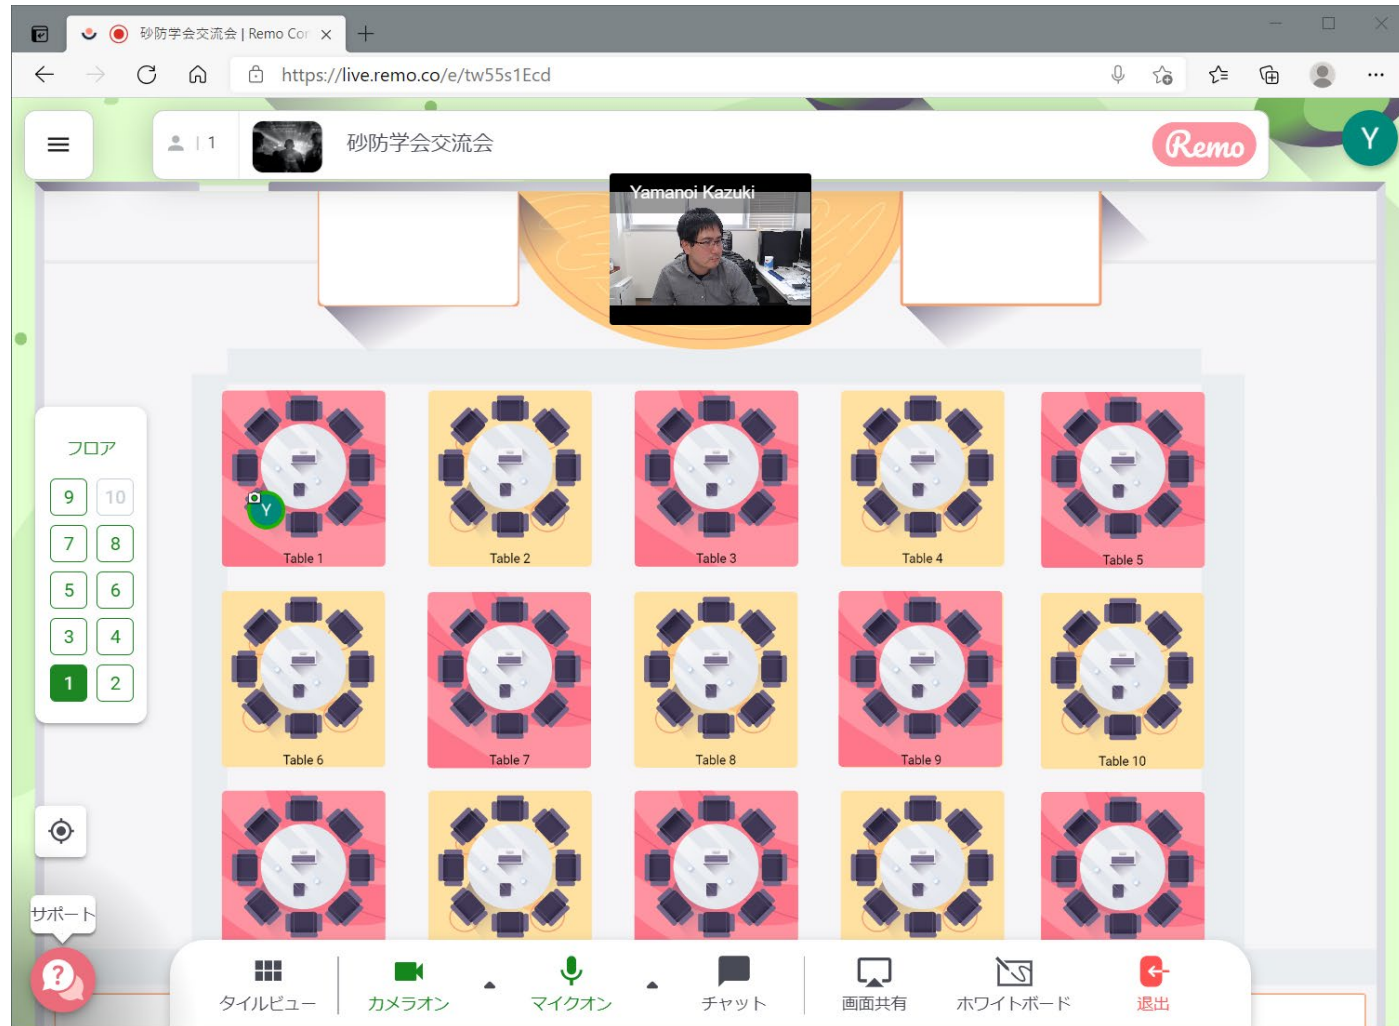 砂防学会交流会 | Remo Con
https://live.remo.co/e/tw55s1Ecd
| 1
砂防学会交流会
Remo
Y
Yamanoi Kazuki
フロア
9 10
7 8
5 6
3 4
1 2
Y
Table 1
Table 2
Table 3
Table 4
Table 5
Table 6
Table 7
Table 8
Table 9
Table 10
サポート
?
タイルビュー
カメラオン
マイクオン
チャット
画面共有
ホワイトボード
退出